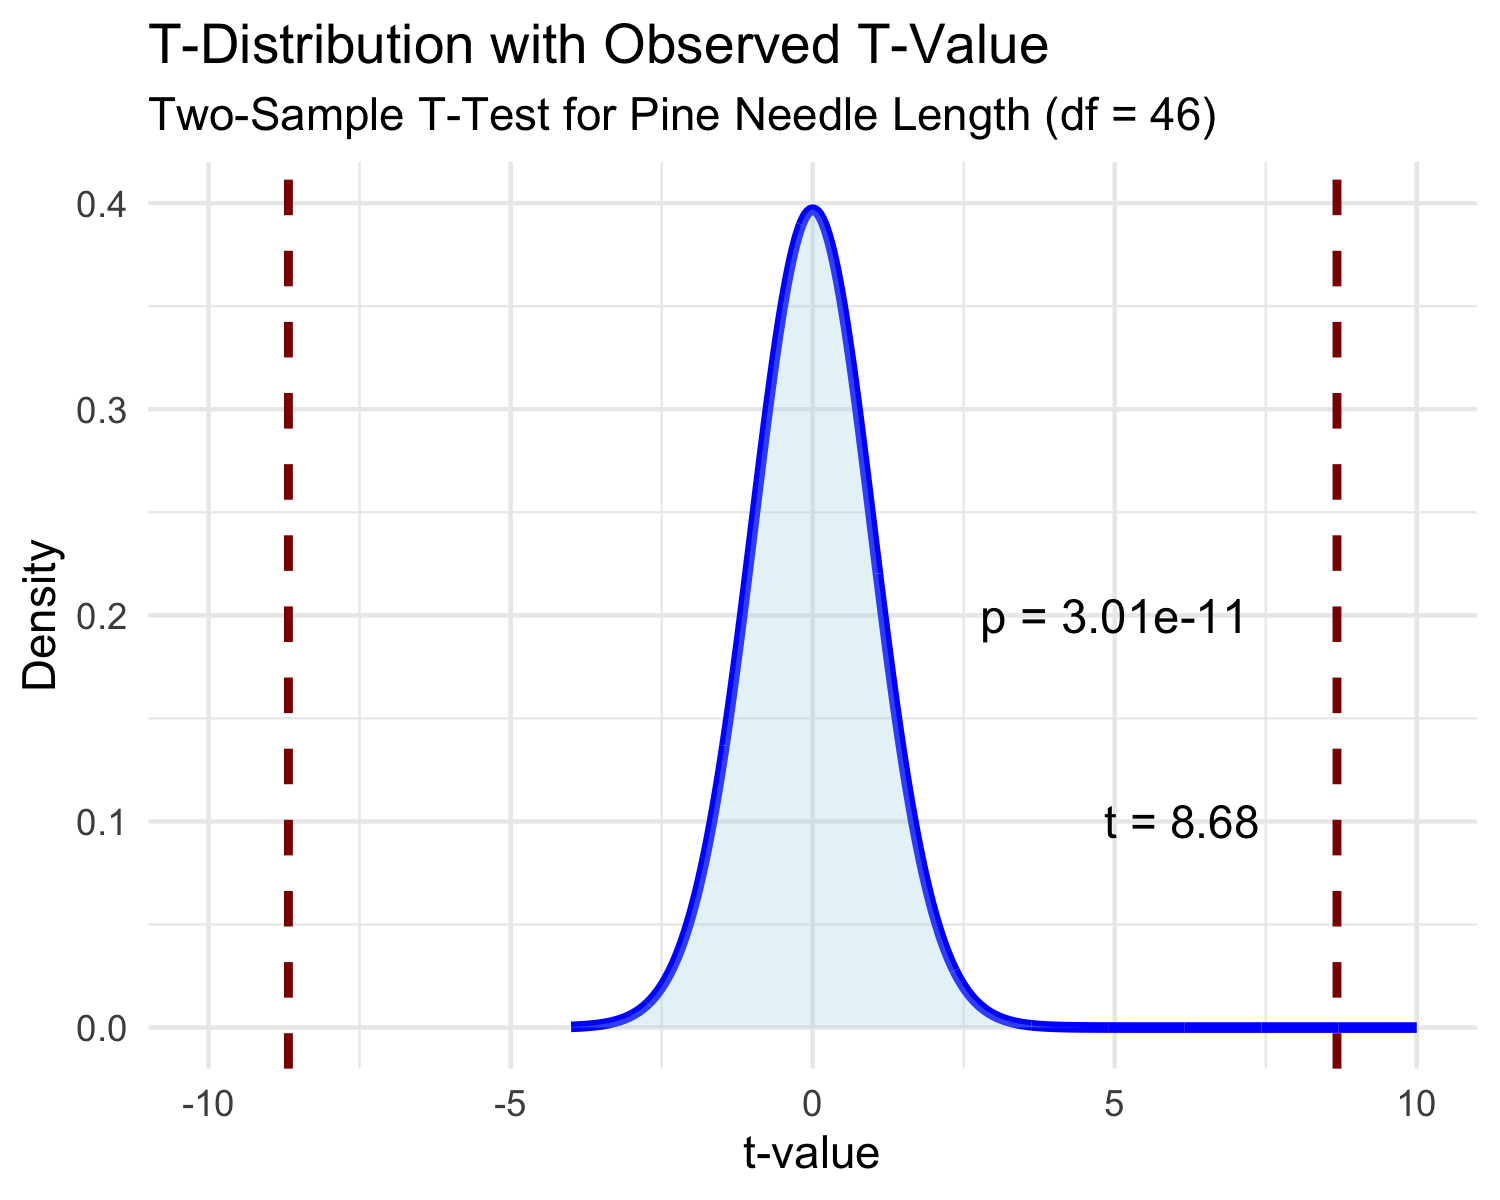 T-Distribution with Observed T-Value
Two-Sample T-Test for Pine Needle Length (df = 46)
0.4
0.3
0.2
0.1
0.0
Density
p = 3.01e-11
t = 8.68
-10 -5 0 5 10
t-value